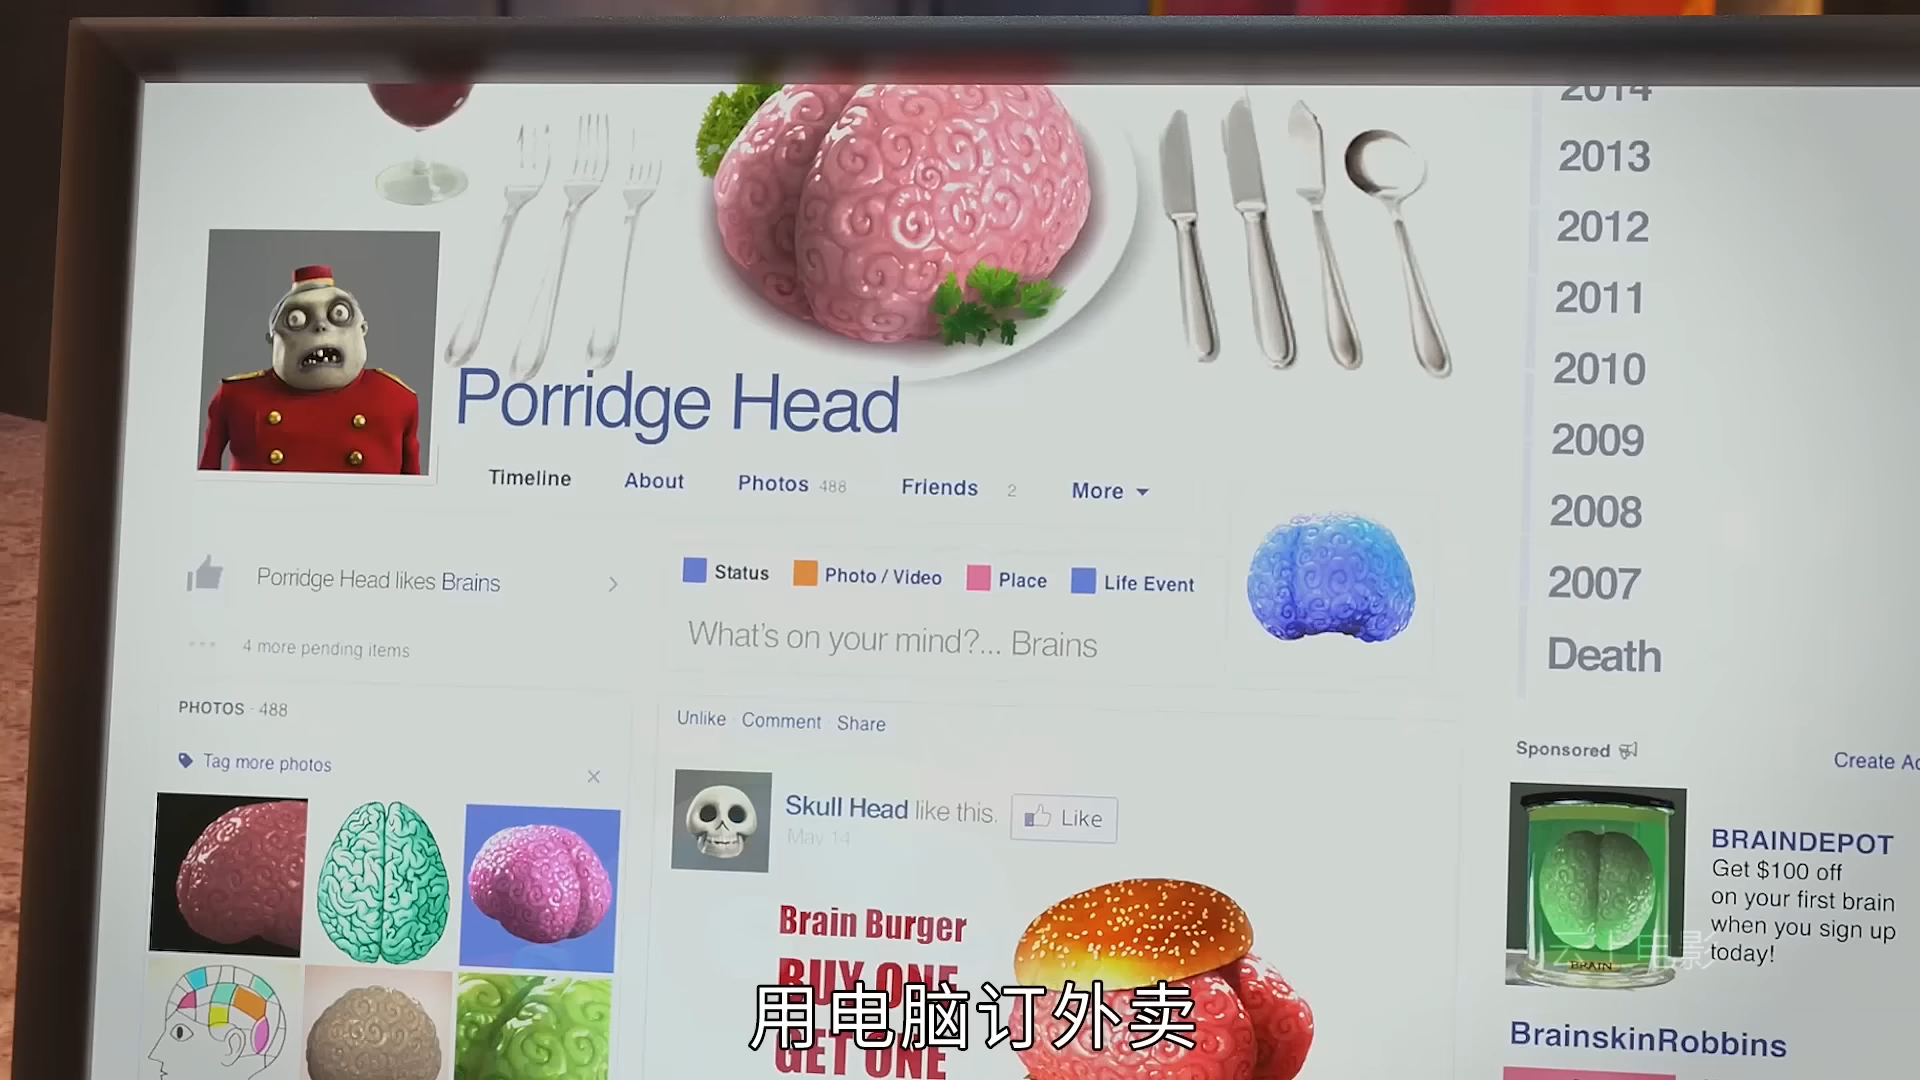 2014
2013
2012
2011
2010
2009
2008
2007
Death
Porridge Head
Timeline About Photos 488 Friends 2 More
Porridge Head likes Brains
4 more pending items
Status Photo / Video Place Life Event
What's on your mind?... Brains
PHOTOS · 488
Tag more photos
Unlike · Comment · Share
Skull Head like this. Like
May 14
Brain Burger
BUY ONE
GET ONE
Sponsored
BRAIN
BRAINDEPOT
Get $100 off
on your first brain
when you sign up
today!
BrainskinRobbins
用电脑订外卖